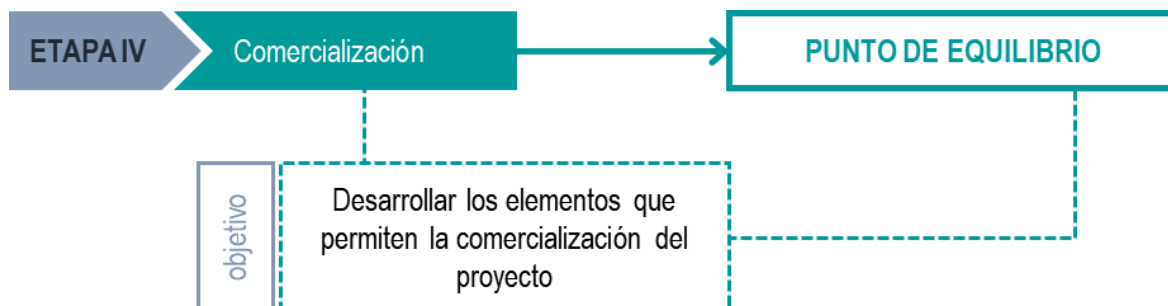 ETAPA IV
Comercialización
PUNTO DE EQUILIBRIO
objetivo
Desarrollar los elementos que
permiten la comercialización del
proyecto